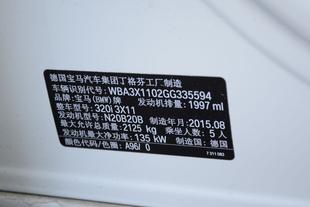 德国宝马汽车集团丁格芬工厂制造
车辆识别代号: WBA3X1102GG335594
品牌: 宝马(BMW)牌 发动机排量: 1997 ml
整车型号: 320i 3X11
发动机型号: N20B20B 制造年月: 2015.08
最大允许总质量: 2125 kg 乘坐人数: 5 人
发动机最大净功率: 135 kW 制造国: 德国
颜色代码/色圈: A96/ 0
7 311 083